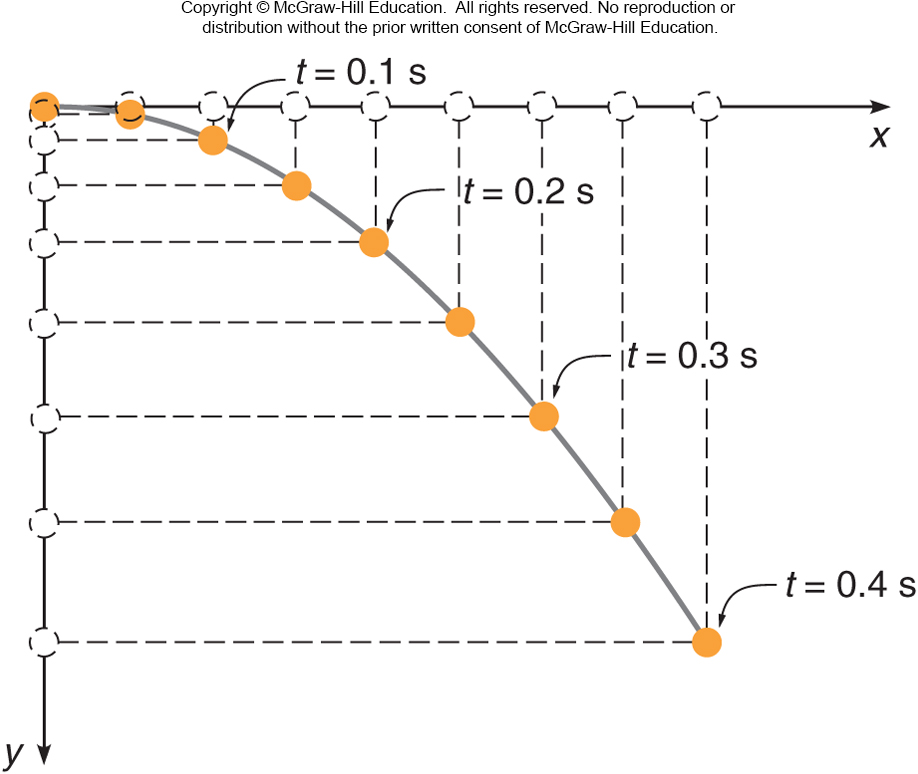 Copyright © McGraw-Hill Education.  All rights reserved. No reproduction or
distribution without the prior written consent of McGraw-Hill Education.
t = 0.1 s
x
t = 0.2 s
t = 0.3 s
t = 0.4 s
y